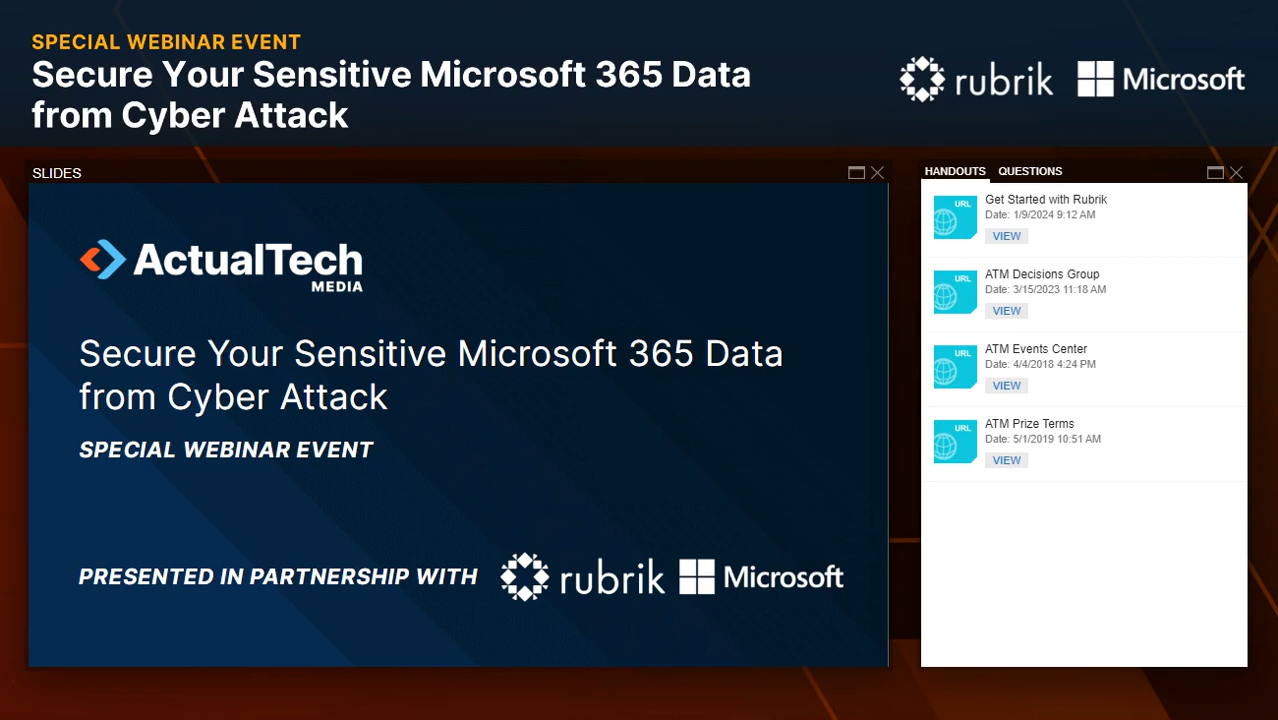 SPECIAL WEBINAR EVENT
Secure Your Sensitive Microsoft 365 Data
from Cyber Attack
rubrik
Microsoft
SLIDES
ActualTech
MEDIA
Secure Your Sensitive Microsoft 365 Data
from Cyber Attack
SPECIAL WEBINAR EVENT
PRESENTED IN PARTNERSHIP WITH
rubrik
Microsoft
HANDOUTS
QUESTIONS
URL
Get Started with Rubrik
Date: 1/9/2024 9:12 AM
VIEW
URL
ATM Decisions Group
Date: 3/15/2023 11:18 AM
VIEW
URL
ATM Events Center
Date: 4/4/2018 4:24 PM
VIEW
URL
ATM Prize Terms
Date: 5/1/2019 10:51 AM
VIEW